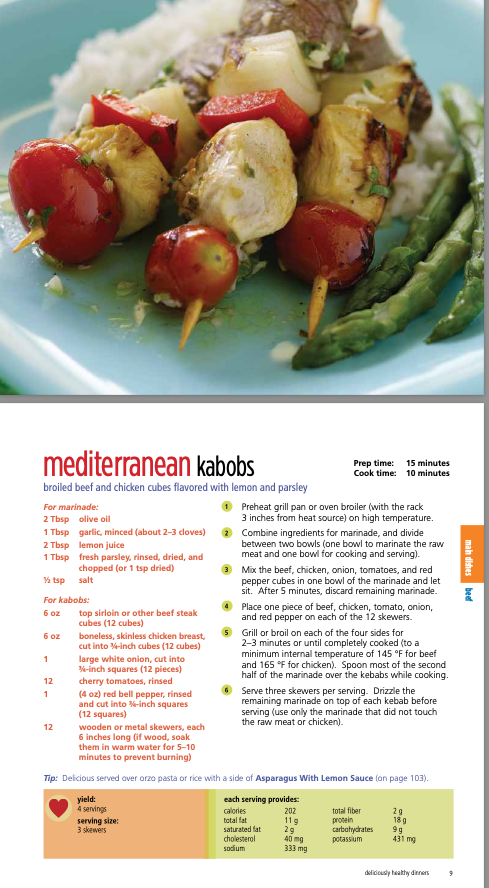 mediterranean kabobs
Prep time: 15 minutes
Cook time: 10 minutes
broiled beef and chicken cubes flavored with lemon and parsley
For marinade:
2 Tbsp olive oil
1 Tbsp garlic, minced (about 2–3 cloves)
2 Tbsp lemon juice
1 Tbsp fresh parsley, rinsed, dried, and
chopped (or 1 tsp dried)
½ tsp salt
For kabobs:
6 oz top sirloin or other beef steak
cubes (12 cubes)
6 oz boneless, skinless chicken breast,
cut into ¾-inch cubes (12 cubes)
1 large white onion, cut into
¾-inch squares (12 pieces)
12 cherry tomatoes, rinsed
1 (4 oz) red bell pepper, rinsed
and cut into ¾-inch squares
(12 squares)
12 wooden or metal skewers, each
6 inches long (if wood, soak
them in warm water for 5–10
minutes to prevent burning)
1 Preheat grill pan or oven broiler (with the rack
3 inches from heat source) on high temperature.
2 Combine ingredients for marinade, and divide
between two bowls (one bowl to marinate the raw
meat and one bowl for cooking and serving).
3 Mix the beef, chicken, onion, tomatoes, and red
pepper cubes in one bowl of the marinade and let
sit. After 5 minutes, discard remaining marinade.
4 Place one piece of beef, chicken, tomato, onion,
and red pepper on each of the 12 skewers.
5 Grill or broil on each of the four sides for
2–3 minutes or until completely cooked (to a
minimum internal temperature of 145 °F for beef
and 165 °F for chicken). Spoon most of the second
half of the marinade over the kebabs while cooking.
6 Serve three skewers per serving. Drizzle the
remaining marinade on top of each kebab before
serving (use only the marinade that did not touch
the raw meat or chicken).
main dishes
beef
Tip: Delicious served over orzo pasta or rice with a side of Asparagus With Lemon Sauce (on page 103).
yield:
4 servings
serving size:
3 skewers
each serving provides:
calories 202
total fat 11 g
saturated fat 2 g
cholesterol 40 mg
sodium 333 mg
total fiber 2 g
protein 18 g
carbohydrates 9 g
potassium 431 mg
deliciously healthy dinners 9